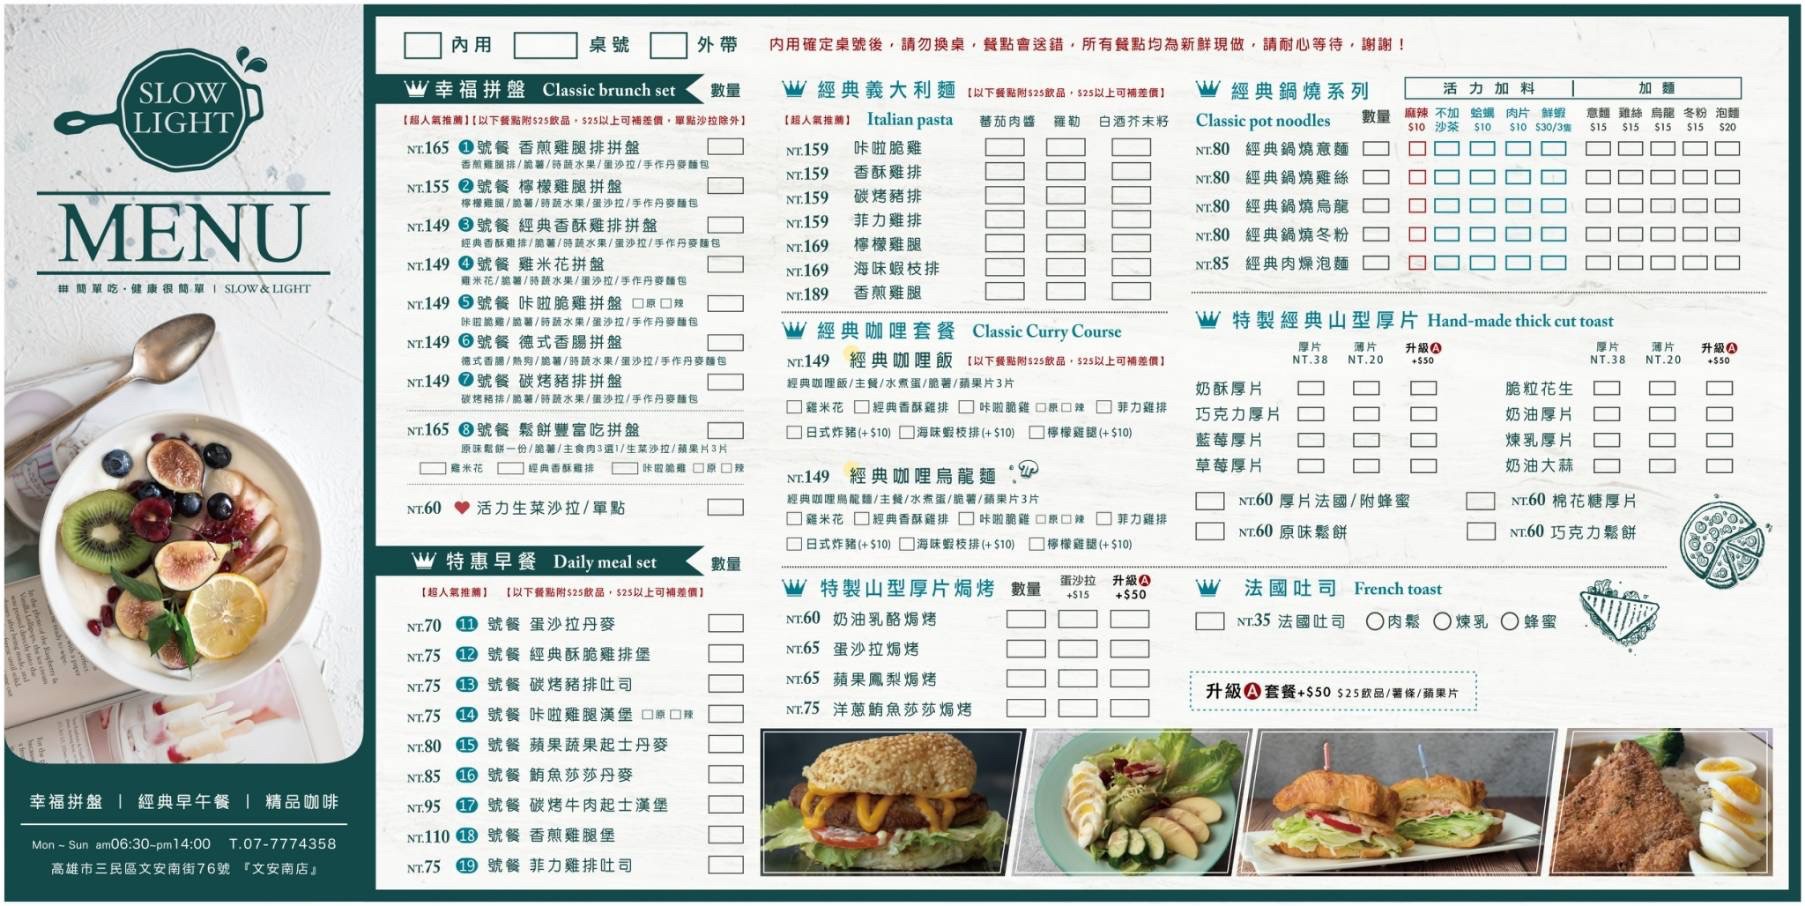 SLOW
LIGHT
MENU
# 簡單吃·健康很簡單 | SLOW & LIGHT
幸福拼盤 | 經典早午餐 | 精品咖啡
Mon ~ Sun am06:30~pm14:00 T.07-7774358
高雄市三民區文安南街76號 『文安南店』
內用 桌號 外帶 內用確定桌號後，請勿換桌，餐點會送錯，所有餐點均為新鮮現做，請耐心等待，謝謝！
幸福拼盤 Classic brunch set 數量
【超人氣推薦】【以下餐點附$25飲品，$25以上可補差價，單點沙拉除外】
NT.165 1 號餐 香煎雞腿排拼盤
香煎雞腿排/脆薯/時蔬水果/蛋沙拉/手作丹麥麵包
NT.155 2 號餐 檸檬雞腿拼盤
檸檬雞腿/脆薯/時蔬水果/蛋沙拉/手作丹麥麵包
NT.149 3 號餐 經典香酥雞排拼盤
經典香酥雞排/脆薯/時蔬水果/蛋沙拉/手作丹麥麵包
NT.149 4 號餐 雞米花拼盤
雞米花/脆薯/時蔬水果/蛋沙拉/手作丹麥麵包
NT.149 5 號餐 咔啦脆雞拼盤 □原 □辣
咔啦脆雞/脆薯/時蔬水果/蛋沙拉/手作丹麥麵包
NT.149 6 號餐 德式香腸拼盤
德式香腸/熱狗/脆薯/時蔬水果/蛋沙拉/手作丹麥麵包
NT.149 7 號餐 碳烤豬排拼盤
碳烤豬排/脆薯/時蔬水果/蛋沙拉/手作丹麥麵包
NT.165 8 號餐 鬆餅豐富吃拼盤
原味鬆餅一份/脆薯/主食肉3選1/生菜沙拉/蘋果片3片
□雞米花 □經典香酥雞排 □咔啦脆雞 □原 □辣
NT.60 ♥ 活力生菜沙拉/單點
特惠早餐 Daily meal set 數量
【超人氣推薦】 【以下餐點附$25飲品，$25以上可補差價】
NT.70 11 號餐 蛋沙拉丹麥
NT.75 12 號餐 經典酥脆雞排堡
NT.75 13 號餐 碳烤豬排吐司
NT.75 14 號餐 咔啦雞腿漢堡 □原 □辣
NT.80 15 號餐 蘋果蔬果起士丹麥
NT.85 16 號餐 鮪魚莎莎丹麥
NT.95 17 號餐 碳烤牛肉起士漢堡
NT.110 18 號餐 香煎雞腿堡
NT.75 19 號餐 菲力雞排吐司
經典義大利麵 【以下餐點附$25飲品，$25以上可補差價】
【超人氣推薦】 Italian pasta 蕃茄肉醬 羅勒 白酒芥末籽
NT.159 咔啦脆雞
NT.159 香酥雞排
NT.159 碳烤豬排
NT.159 菲力雞排
NT.169 檸檬雞腿
NT.169 海味蝦枝排
NT.189 香煎雞腿
經典咖哩套餐 Classic Curry Course
NT.149 經典咖哩飯 【以下餐點附$25飲品，$25以上可補差價】
經典咖哩飯/主餐/水煮蛋/脆薯/蘋果片3片
□雞米花 □經典香酥雞排 □咔啦脆雞 □原 □辣 □菲力雞排
□日式炸豬(+$10) □海味蝦枝排(+$10) □檸檬雞腿(+$10)
NT.149 經典咖哩烏龍麵
經典咖哩烏龍麵/主餐/水煮蛋/脆薯/蘋果片3片
□雞米花 □經典香酥雞排 □咔啦脆雞 □原 □辣 □菲力雞排
□日式炸豬(+$10) □海味蝦枝排(+$10) □檸檬雞腿(+$10)
特製山型厚片焗烤 數量 蛋沙拉 +$15 升級A +$50
NT.60 奶油乳酪焗烤
NT.65 蛋沙拉焗烤
NT.65 蘋果鳳梨焗烤
NT.75 洋蔥鮪魚莎莎焗烤
經典鍋燒系列 活力加料 | 加麵
Classic pot noodles 數量 麻辣 $10 不加沙茶 蛤蠣 $10 肉片 $10 鮮蝦 $30/3隻 意麵 $15 雞絲 $15 烏龍 $15 冬粉 $15 泡麵 $20
NT.80 經典鍋燒意麵
NT.80 經典鍋燒雞絲
NT.80 經典鍋燒烏龍
NT.80 經典鍋燒冬粉
NT.85 經典肉燥泡麵
特製經典山型厚片 Hand-made thick cut toast
厚片 NT.38 薄片 NT.20 升級A +$50 厚片 NT.38 薄片 NT.20 升級A +$50
奶酥厚片 脆粒花生
巧克力厚片 奶油厚片
藍莓厚片 煉乳厚片
草莓厚片 奶油大蒜
NT.60 厚片法國/附蜂蜜 NT.60 棉花糖厚片
NT.60 原味鬆餅 NT.60 巧克力鬆餅
法國吐司 French toast
NT.35 法國吐司 ○肉鬆 ○煉乳 ○蜂蜜
升級A套餐+$50 $25飲品/薯條/蘋果片